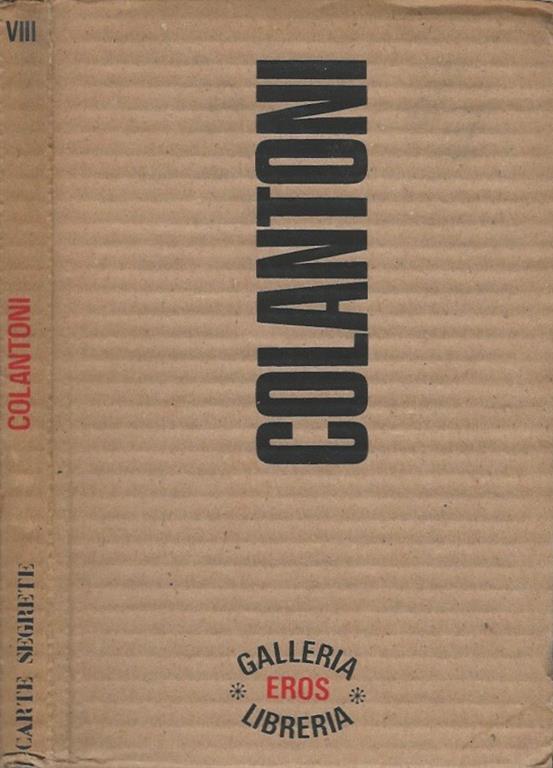 VIII
COLANTONI
CARTE SEGRETE
COLANTONI
GALLERIA
* EROS *
LIBRERIA